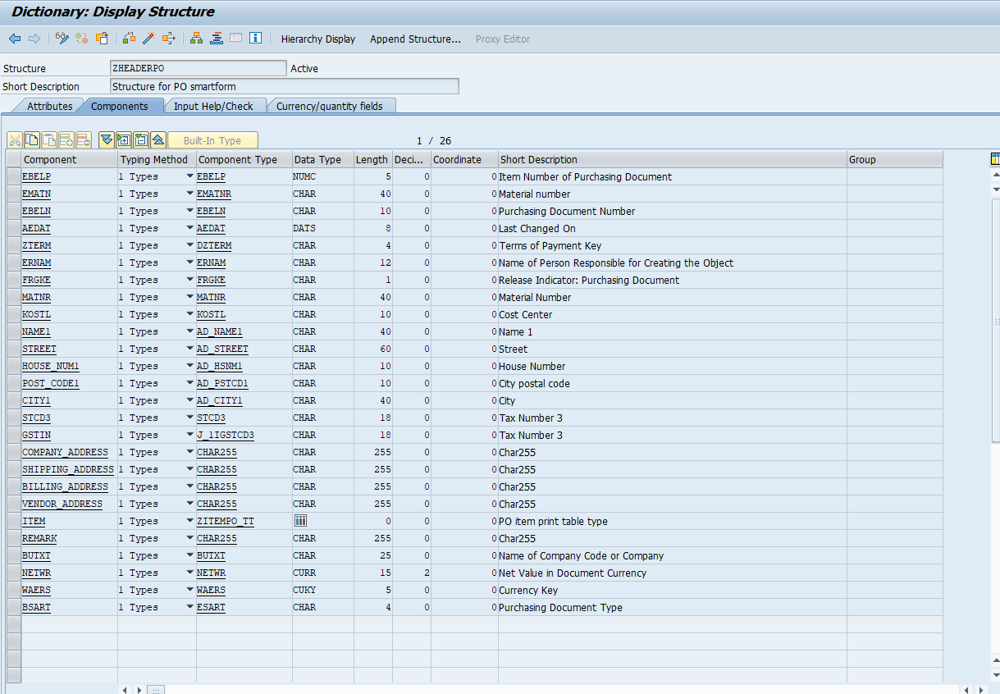 Dictionary: Display Structure
Hierarchy Display Append Structure... Proxy Editor
Structure ZHEADERPO Active
Short Description Structure for PO smartform
Attributes Components Input Help/Check Currency/quantity fields
Built-In Type 1 / 26
Component Typing Method Component Type Data Type Length Deci... Coordinate Short Description Group
EBELP 1 Types EBELP NUMC 5 0 0 Item Number of Purchasing Document
EMATN 1 Types EMATNR CHAR 40 0 0 Material number
EBELN 1 Types EBELN CHAR 10 0 0 Purchasing Document Number
AEDAT 1 Types AEDAT DATS 8 0 0 Last Changed On
ZTERM 1 Types DZTERM CHAR 4 0 0 Terms of Payment Key
ERNAM 1 Types ERNAM CHAR 12 0 0 Name of Person Responsible for Creating the Object
FRGKE 1 Types FRGKE CHAR 1 0 0 Release Indicator: Purchasing Document
MATNR 1 Types MATNR CHAR 40 0 0 Material Number
KOSTL 1 Types KOSTL CHAR 10 0 0 Cost Center
NAME1 1 Types AD_NAME1 CHAR 40 0 0 Name 1
STREET 1 Types AD_STREET CHAR 60 0 0 Street
HOUSE_NUM1 1 Types AD_HSNM1 CHAR 10 0 0 House Number
POST_CODE1 1 Types AD_PSTCD1 CHAR 10 0 0 City postal code
CITY1 1 Types AD_CITY1 CHAR 40 0 0 City
STCD3 1 Types STCD3 CHAR 18 0 0 Tax Number 3
GSTIN 1 Types J_1IGSTCD3 CHAR 18 0 0 Tax Number 3
COMPANY_ADDRESS 1 Types CHAR255 CHAR 255 0 0 Char255
SHIPPING_ADDRESS 1 Types CHAR255 CHAR 255 0 0 Char255
BILLING_ADDRESS 1 Types CHAR255 CHAR 255 0 0 Char255
VENDOR_ADDRESS 1 Types CHAR255 CHAR 255 0 0 Char255
ITEM 1 Types ZITEMPO_TT 0 0 0 PO item print table type
REMARK 1 Types CHAR255 CHAR 255 0 0 Char255
BUTXT 1 Types BUTXT CHAR 25 0 0 Name of Company Code or Company
NETWR 1 Types NETWR CURR 15 2 0 Net Value in Document Currency
WAERS 1 Types WAERS CUKY 5 0 0 Currency Key
BSART 1 Types ESART CHAR 4 0 0 Purchasing Document Type